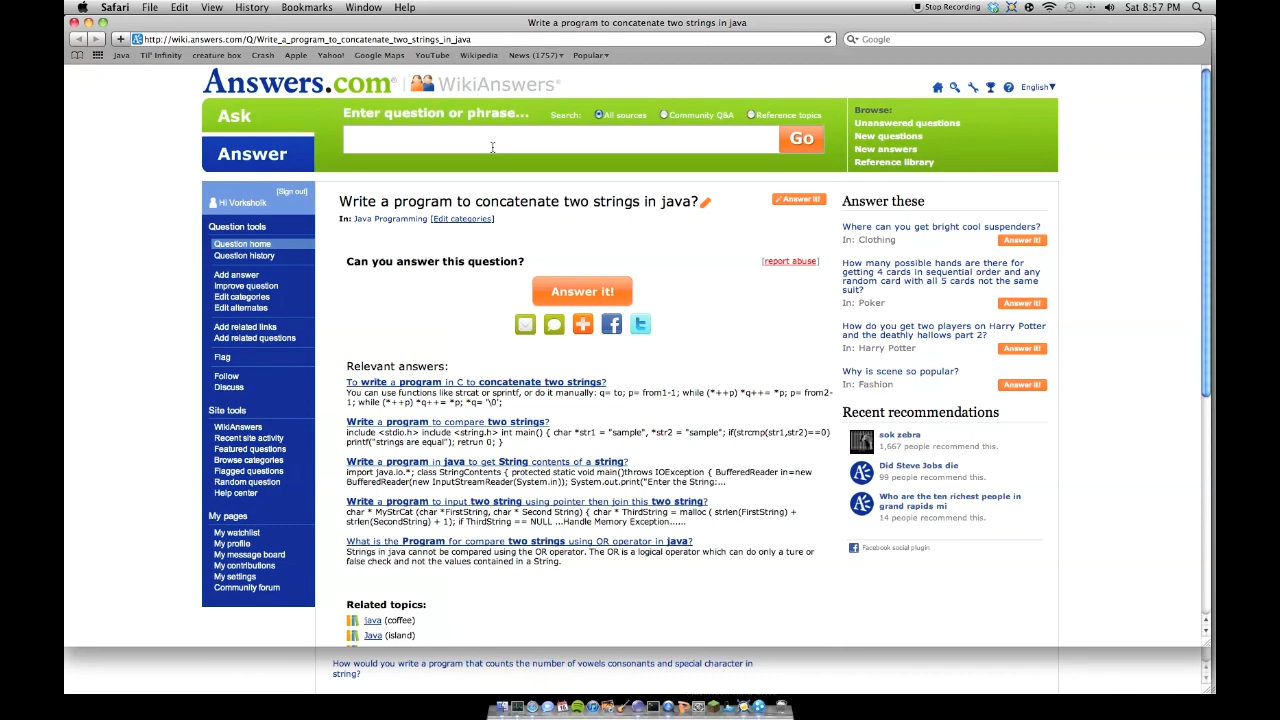 Safari File Edit View History Bookmarks Window Help Stop Recording Sat 8:57 PM
Write a program to concatenate two strings in java
http://wiki.answers.com/Q/Write_a_program_to_concatenate_two_strings_in_java Google
Java Til' Infinity creature box Crash Apple Yahoo! Google Maps YouTube Wikipedia News (1757) Popular
Answers.com | WikiAnswers English
Ask
Answer
Enter question or phrase... Search: All sources Community Q&A Reference topics
Go
Browse:
Unanswered questions
New questions
New answers
Reference library
[Sign out]
Hi Vorksholk
Question tools
Question home
Question history
Add answer
Improve question
Edit categories
Edit alternates
Add related links
Add related questions
Flag
Follow
Discuss
Site tools
WikiAnswers
Recent site activity
Featured questions
Browse categories
Flagged questions
Random question
Help center
My pages
My watchlist
My profile
My message board
My contributions
My settings
Community forum
Write a program to concatenate two strings in java? Answer it!
In: Java Programming [Edit categories]
Can you answer this question? [report abuse]
Answer it!
Relevant answers:
To write a program in C to concatenate two strings?
You can use functions like strcat or sprintf, or do it manually: q= to; p= from1-1; while (*++p) *q++= *p; p= from2-
1; while (*++p) *q++= *p; *q= '\0';
Write a program to compare two strings?
include <stdio.h> include <string.h> int main() { char *str1 = "sample", *str2 = "sample"; if(strcmp(str1,str2)==0)
printf("strings are equal"); retrun 0; }
Write a program in java to get String contents of a string?
import java.io.*; class StringContents { protected static void main()throws IOException { BufferedReader in=new
BufferedReader(new InputStreamReader(System.in)); System.out.print("Enter the String:...
Write a program to input two string using pointer then join this two string?
char * MyStrCat (char *FirstString, char * Second String) { char * ThirdString = malloc ( strlen(FirstString) +
strlen(SecondString) + 1); if ThirdString == NULL ...Handle Memory Exception......
What is the Program for compare two strings using OR operator in java?
Strings in java cannot be compared using the OR operator. The OR is a logical operator which can do only a ture or
false check and not the values contained in a String.
Related topics:
java (coffee)
Java (island)
How would you write a program that counts the number of vowels consonants and special character in
string?
Answer these
Where can you get bright cool suspenders?
In: Clothing Answer it!
How many possible hands are there for
getting 4 cards in sequential order and any
random card with all 5 cards not the same
suit?
In: Poker Answer it!
How do you get two players on Harry Potter
and the deathly hallows part 2?
In: Harry Potter Answer it!
Why is scene so popular?
In: Fashion Answer it!
Recent recommendations
sok zebra
1,667 people recommend this.
Did Steve Jobs die
99 people recommend this.
Who are the ten richest people in
grand rapids mi
14 people recommend this.
Facebook social plugin